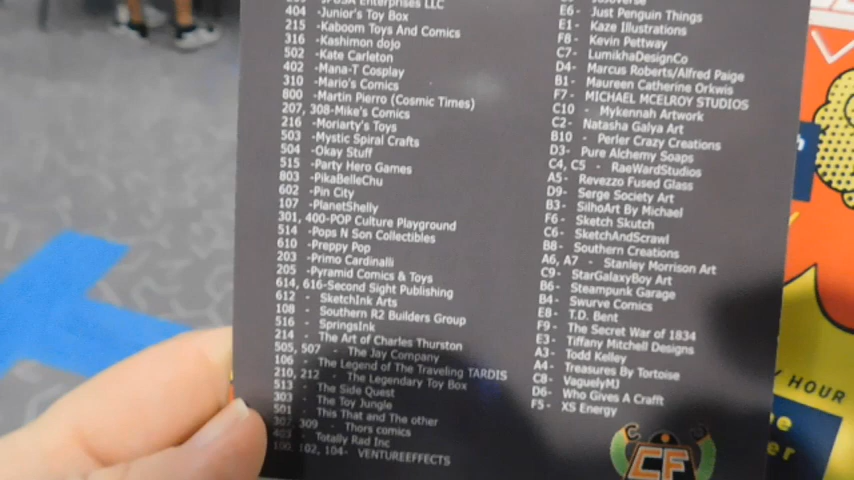 JPUSA Enterprises LLC
404 -Junior's Toy Box
215 -Kaboom Toys And Comics
316 -Kashimon dojo
502 -Kate Carleton
402 -Mana-T Cosplay
310 -Mario's Comics
800 -Martin Pierro (Cosmic Times)
207, 308-Mike's Comics
216 -Moriarty's Toys
503 -Mystic Spiral Crafts
504 -Okay Stuff
515 -Party Hero Games
803 -PikaBelleChu
602 -Pin City
107 -PlanetShelly
301, 400-POP Culture Playground
514 -Pops N Son Collectibles
610 -Preppy Pop
203 -Primo Cardinalli
205 -Pyramid Comics & Toys
614, 616-Second Sight Publishing
612 - SketchInk Arts
108 - Southern R2 Builders Group
516 - SpringsInk
214 - The Art of Charles Thurston
505, 507 - The Jay Company
106 - The Legend of The Traveling TARDIS
210, 212 - The Legendary Toy Box
513 - The Side Quest
303 - The Toy Jungle
501 - This That and The other
307, 309 - Thors comics
403 - Totally Rad Inc
100, 102, 104- VENTUREEFFECTS
E6 - Just Penguin Things
E1 - Kaze Illustrations
F8 - Kevin Pettway
C7 - LumikhaDesignCo
D4- Marcus Roberts/Alfred Paige
B1 - Maureen Catherine Orkwis
F7 - MICHAEL MCELROY STUDIOS
C10 - Mykennah Artwork
C2 - Natasha Galya Art
B10 - Perler Crazy Creations
D3- Pure Alchemy Soaps
C4, C5 - RaeWardStudios
A5 - Revezzo Fused Glass
D9 - Serge Society Art
B3 - SilhoArt By Michael
F6 - Sketch Skutch
C6 - SketchAndScrawl
B8 - Southern Creations
A6, A7 - Stanley Morrison Art
C9 - StarGalaxyBoy Art
B6 - Steampunk Garage
B4 - Swurve Comics
E8 - T.D. Bent
F9 - The Secret War of 1834
E3 - Tiffany Mitchell Designs
A3 - Todd Kelley
A4 - Treasures By Tortoise
C8 - VaguelyMJ
D6 - Who Gives A Crafft
F5 - XS Energy
CF
HOUR